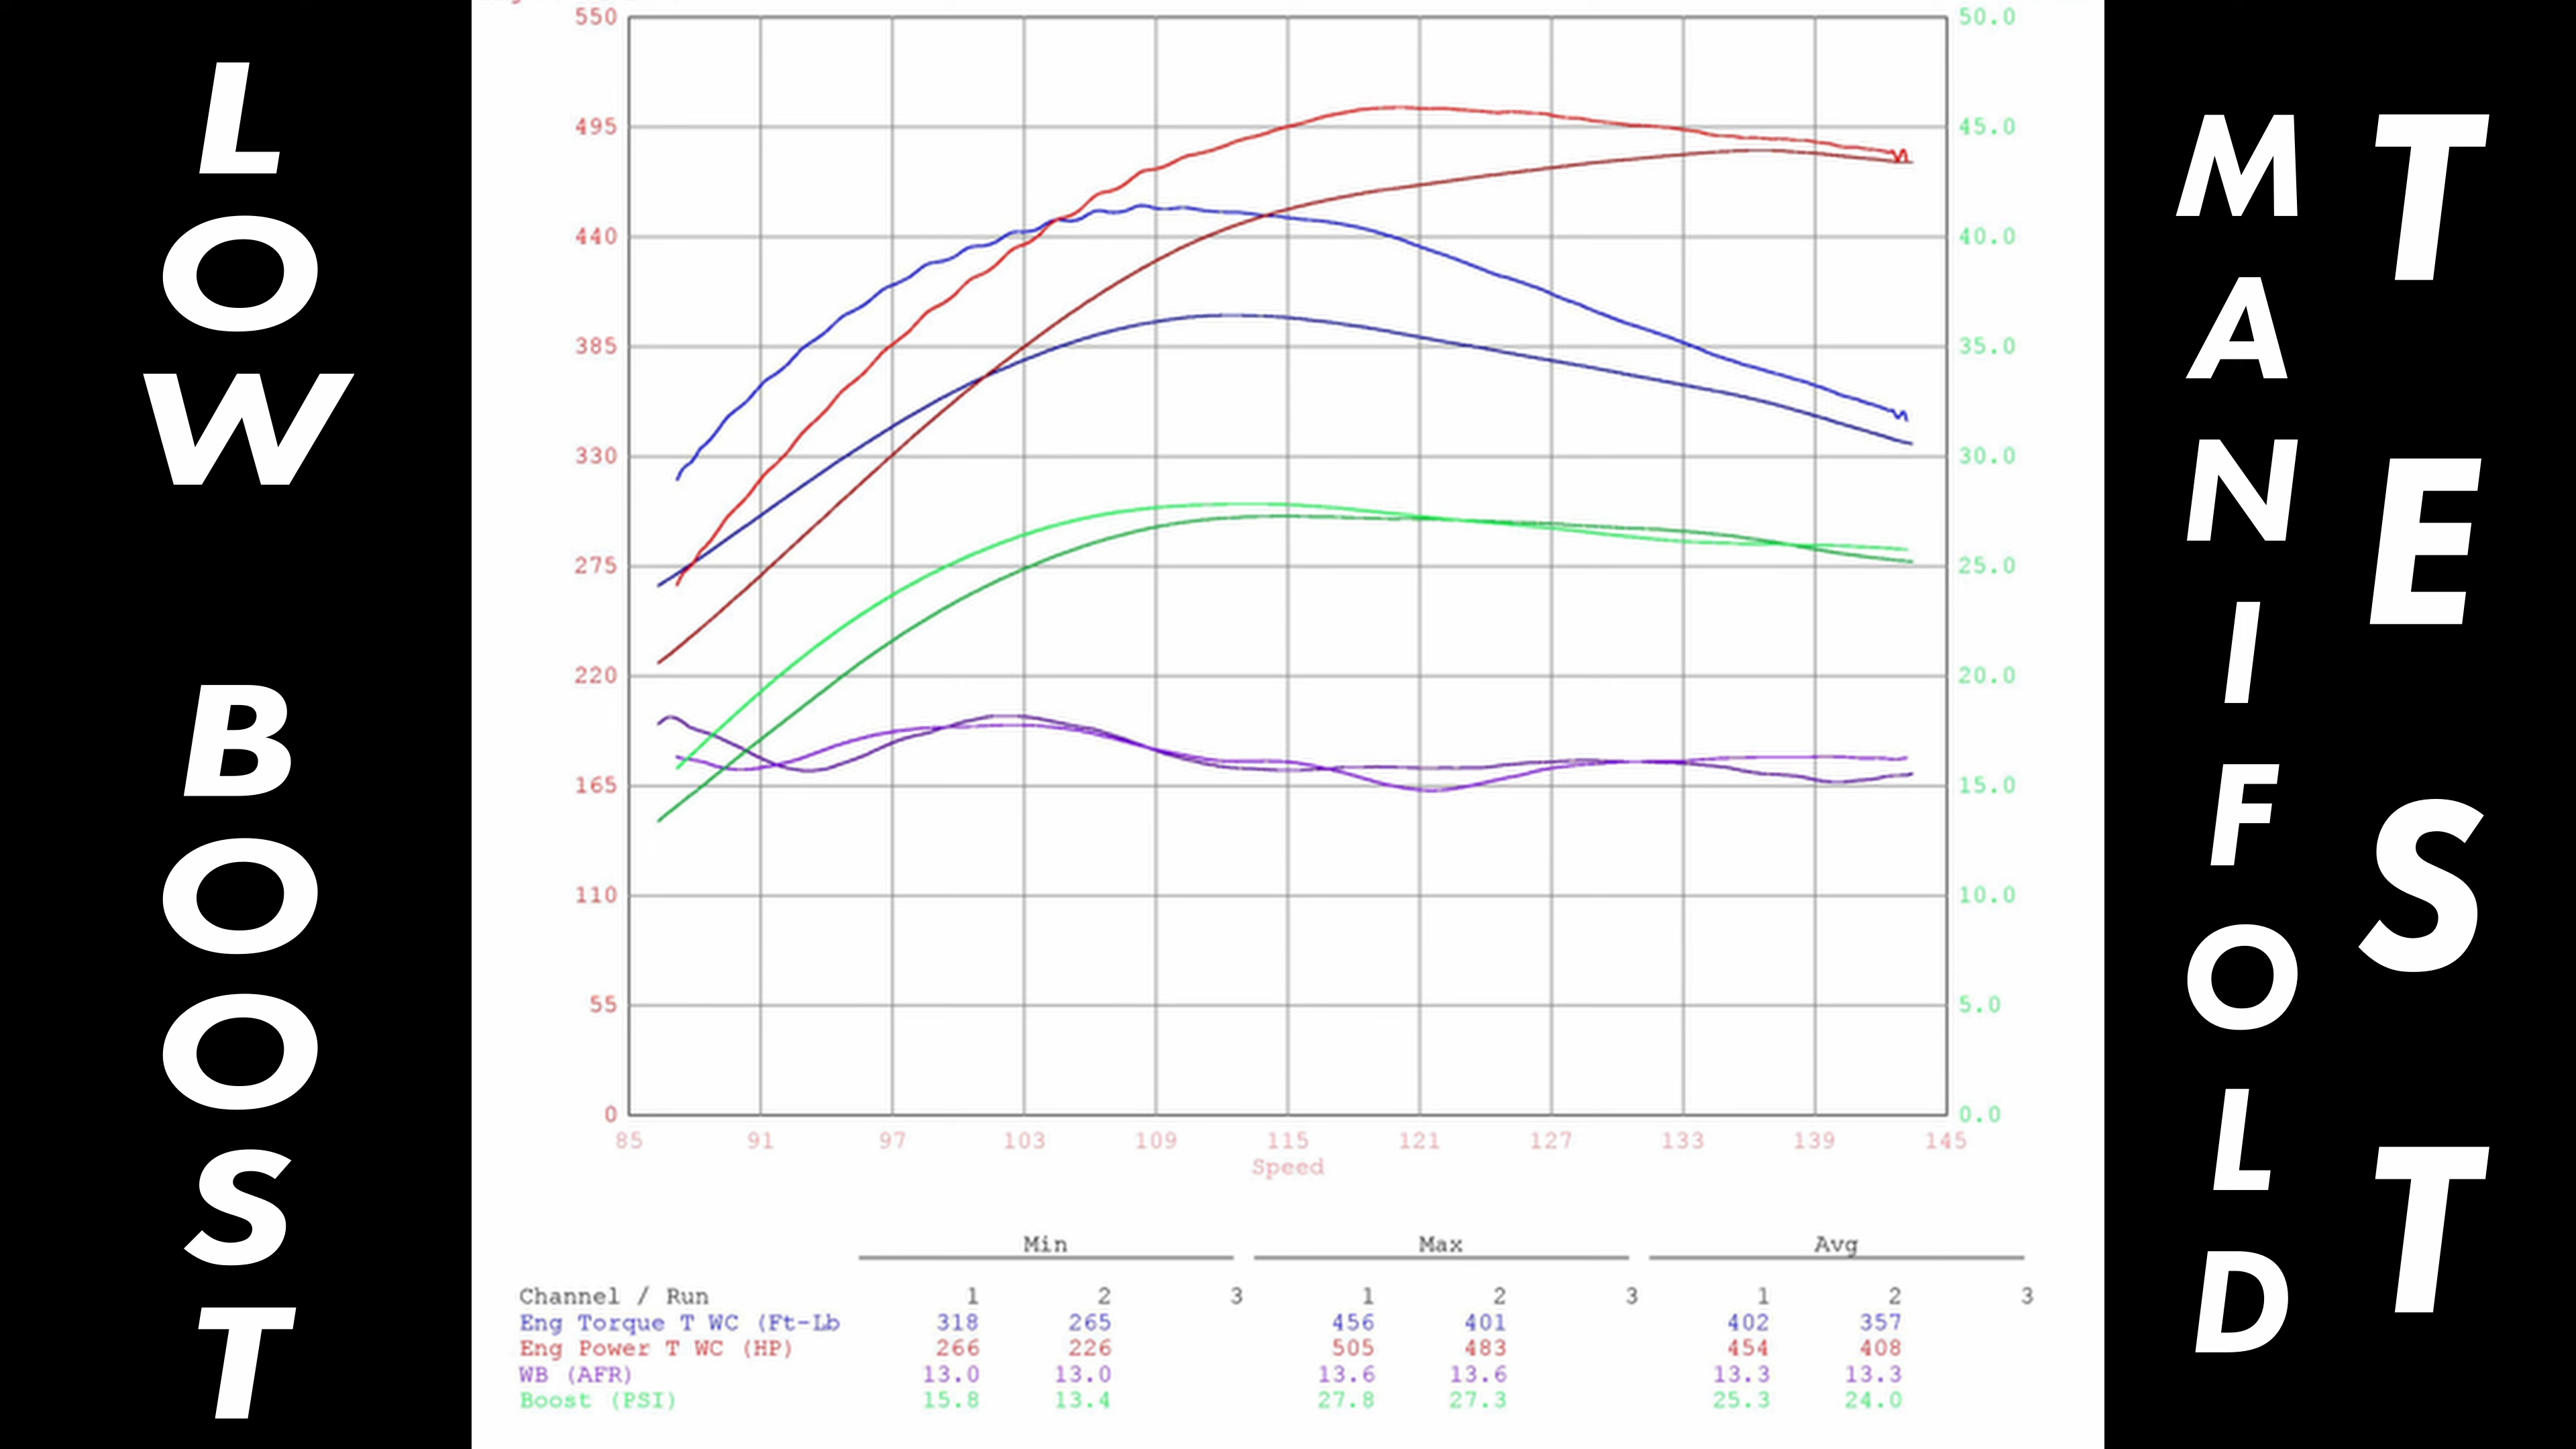 LOW BOOST
550
495
440
385
330
275
220
165
110
55
0
50.0
45.0
40.0
35.0
30.0
25.0
20.0
15.0
10.0
5.0
0.0
85 91 97 103 109 115 121 127 133 139 145
Speed
Min Max Avg
Channel / Run 1 2 3 1 2 3 1 2 3
Eng Torque T WC (Ft-Lb 318 265 456 401 402 357
Eng Power T WC (HP) 266 226 505 483 454 408
WB (AFR) 13.0 13.0 13.6 13.6 13.3 13.3
Boost (PSI) 15.8 13.4 27.8 27.3 25.3 24.0
MANIFOLD
TEST